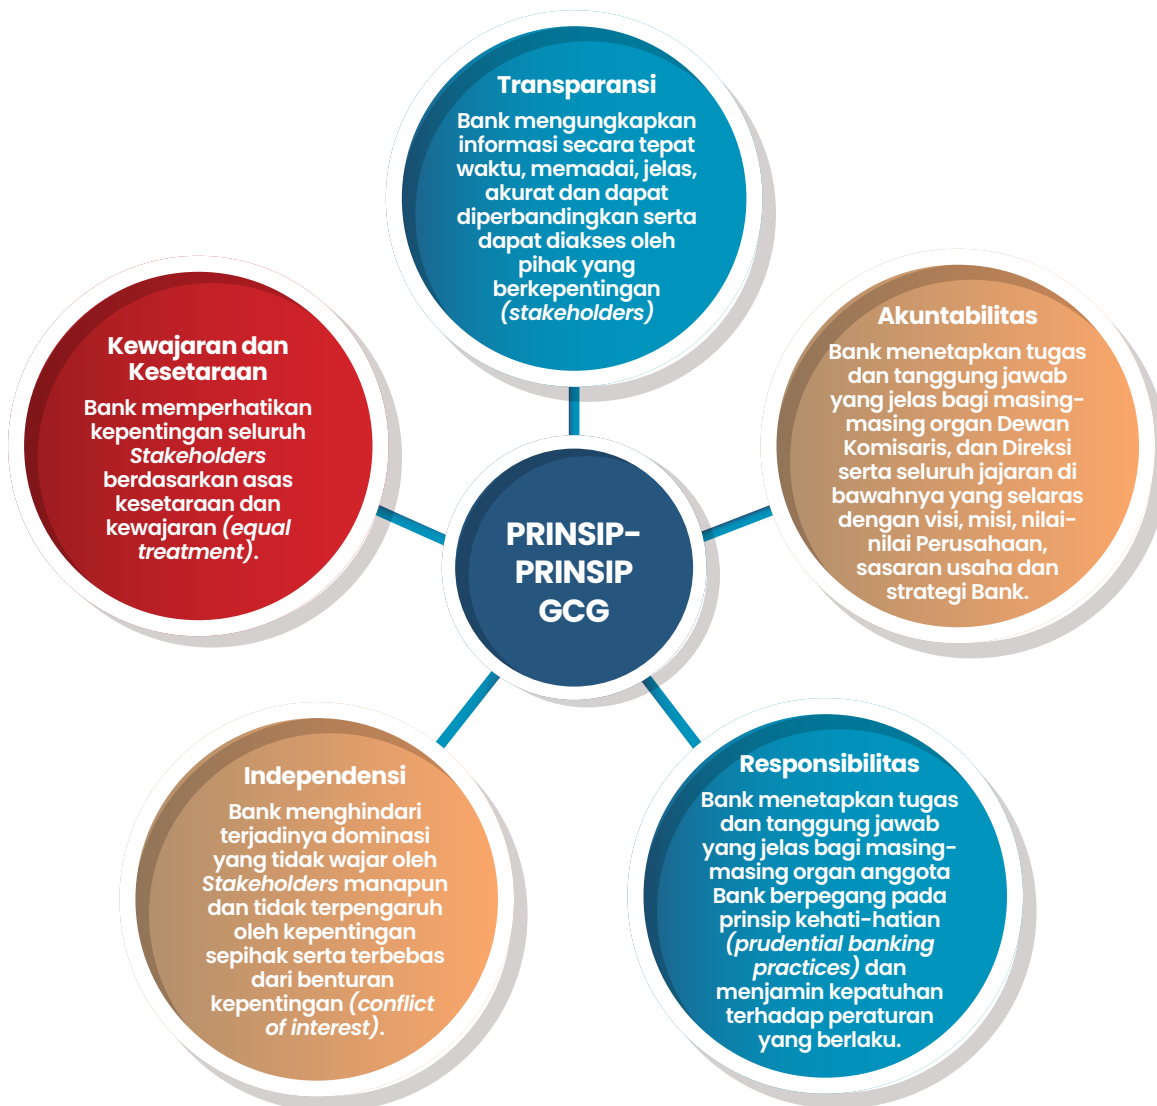 Transparansi
Bank mengungkapkan
informasi secara tepat
waktu, memadai, jelas,
akurat dan dapat
diperbandingkan serta
dapat diakses oleh
pihak yang
berkepentingan
(stakeholders)
Kewajaran dan
Kesetaraan
Bank memperhatikan
kepentingan seluruh
Stakeholders
berdasarkan asas
kesetaraan dan
kewajaran (equal
treatment).
Akuntabilitas
Bank menetapkan tugas
dan tanggung jawab
yang jelas bagi masing-
masing organ Dewan
Komisaris, dan Direksi
serta seluruh jajaran di
bawahnya yang selaras
dengan visi, misi, nilai-
nilai Perusahaan,
sasaran usaha dan
strategi Bank.
PRINSIP-
PRINSIP
GCG
Independensi
Bank menghindari
terjadinya dominasi
yang tidak wajar oleh
Stakeholders manapun
dan tidak terpengaruh
oleh kepentingan
sepihak serta terbebas
dari benturan
kepentingan (conflict
of interest).
Responsibilitas
Bank menetapkan tugas
dan tanggung jawab
yang jelas bagi masing-
masing organ anggota
Bank berpegang pada
prinsip kehati-hatian
(prudential banking
practices) dan
menjamin kepatuhan
terhadap peraturan
yang berlaku.